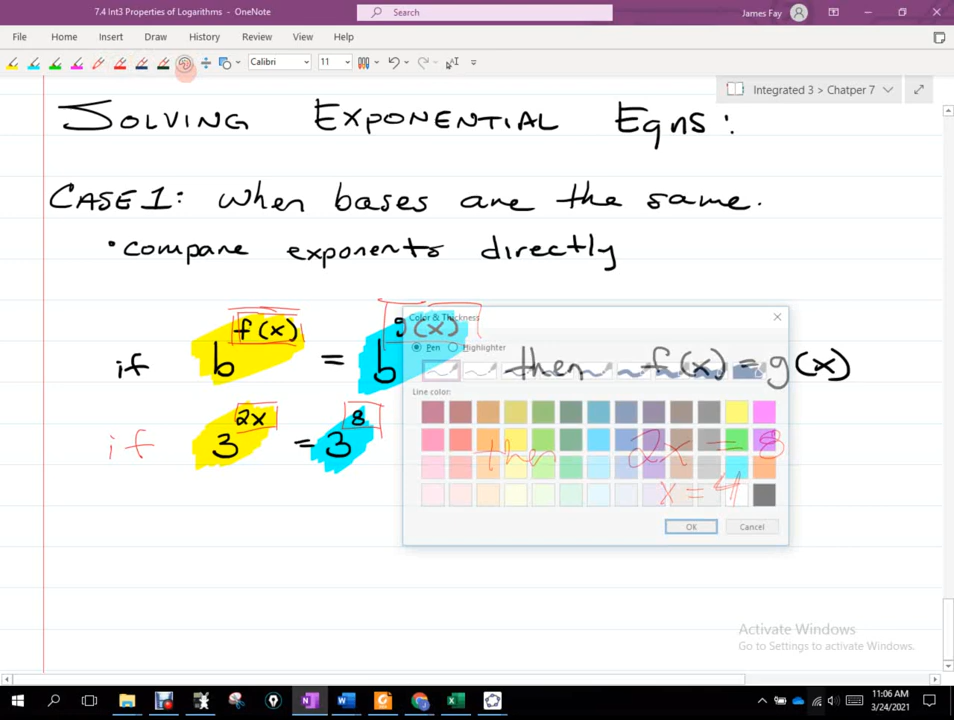 7.4 Int3 Properties of Logarithms - OneNote
Search
James Fay
File Home Insert Draw History Review View Help
Calibri 11
Integrated 3 > Chatper 7
SOLVING EXPONENTIAL Eqns:
CASE 1: when bases are the same.
• compare exponents directly
if b^f(x) = b^g(x) then f(x) = g(x)
if 3^2x = 3^8 then 2x = 8
x = 4
Color & Thickness
Pen Highlighter
Line color:
OK Cancel
Activate Windows
Go to Settings to activate Windows.
11:06 AM
3/24/2021